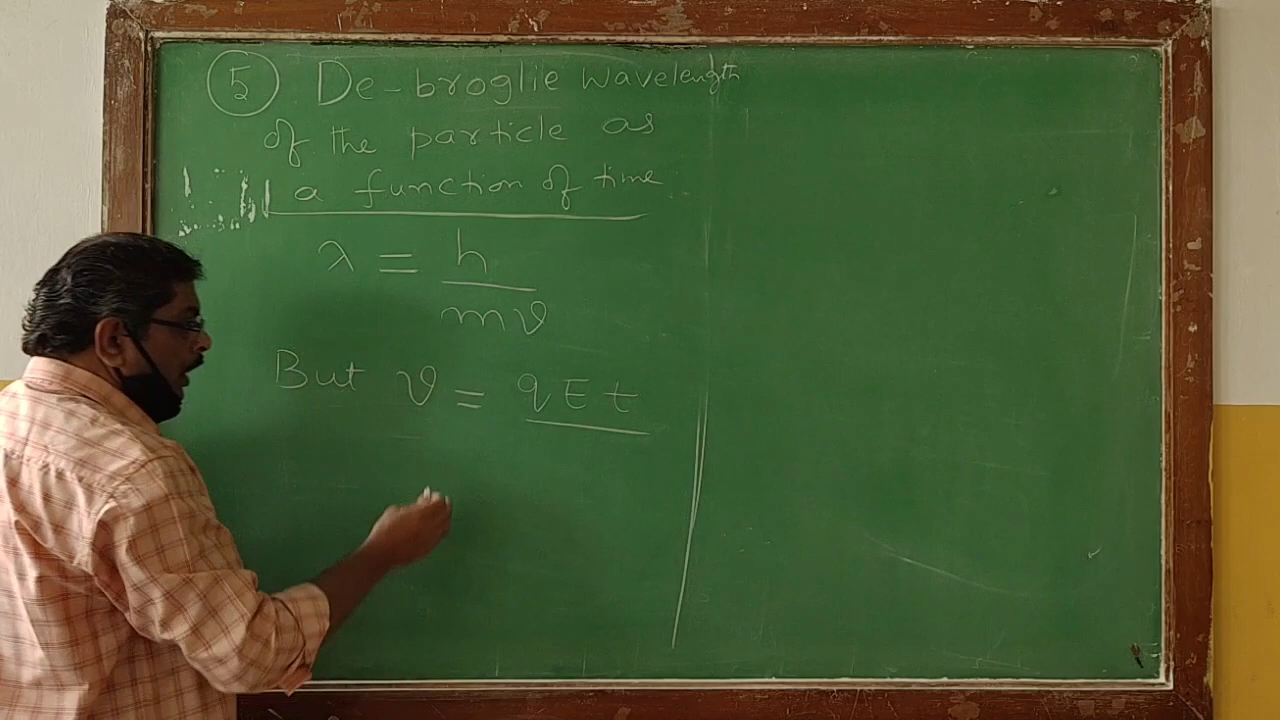 5 De-broglie wavelength
of the particle as
a function of time
λ = h
mv
But v = qEt